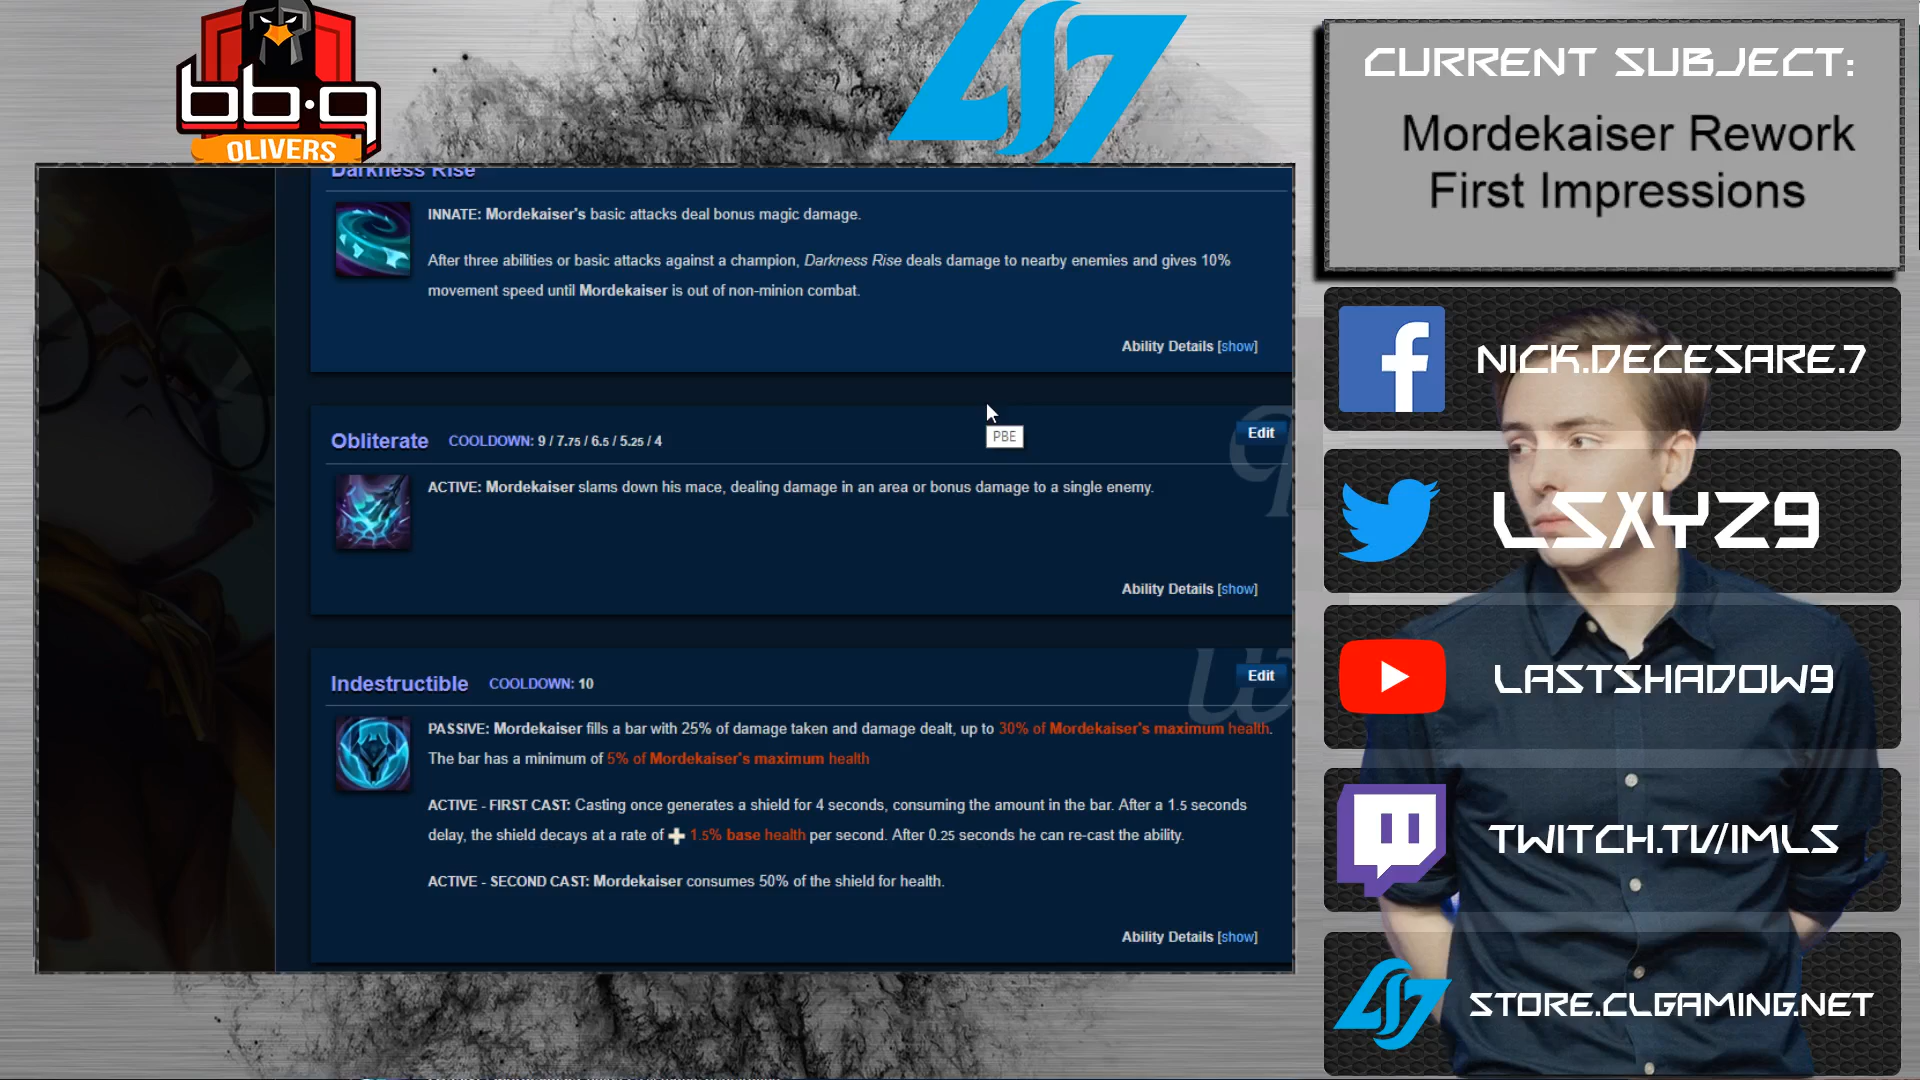 bb·q
OLIVERS
CURRENT SUBJECT:
Mordekaiser Rework
First Impressions
Darkness Rise
INNATE: Mordekaiser's basic attacks deal bonus magic damage.
After three abilities or basic attacks against a champion, Darkness Rise deals damage to nearby enemies and gives 10%
movement speed until Mordekaiser is out of non-minion combat.
Ability Details [show]
Obliterate COOLDOWN: 9 / 7.75 / 6.5 / 5.25 / 4
PBE
Edit
q
ACTIVE: Mordekaiser slams down his mace, dealing damage in an area or bonus damage to a single enemy.
Ability Details [show]
Indestructible COOLDOWN: 10
Edit
w
PASSIVE: Mordekaiser fills a bar with 25% of damage taken and damage dealt, up to 30% of Mordekaiser's maximum health.
The bar has a minimum of 5% of Mordekaiser's maximum health
ACTIVE - FIRST CAST: Casting once generates a shield for 4 seconds, consuming the amount in the bar. After a 1.5 seconds
delay, the shield decays at a rate of 1.5% base health per second. After 0.25 seconds he can re-cast the ability.
ACTIVE - SECOND CAST: Mordekaiser consumes 50% of the shield for health.
Ability Details [show]
NICK.DECESARE.7
LSXYZ9
LASTSHADOW9
TWITCH.TV/IMLS
STORE.CLGAMING.NET